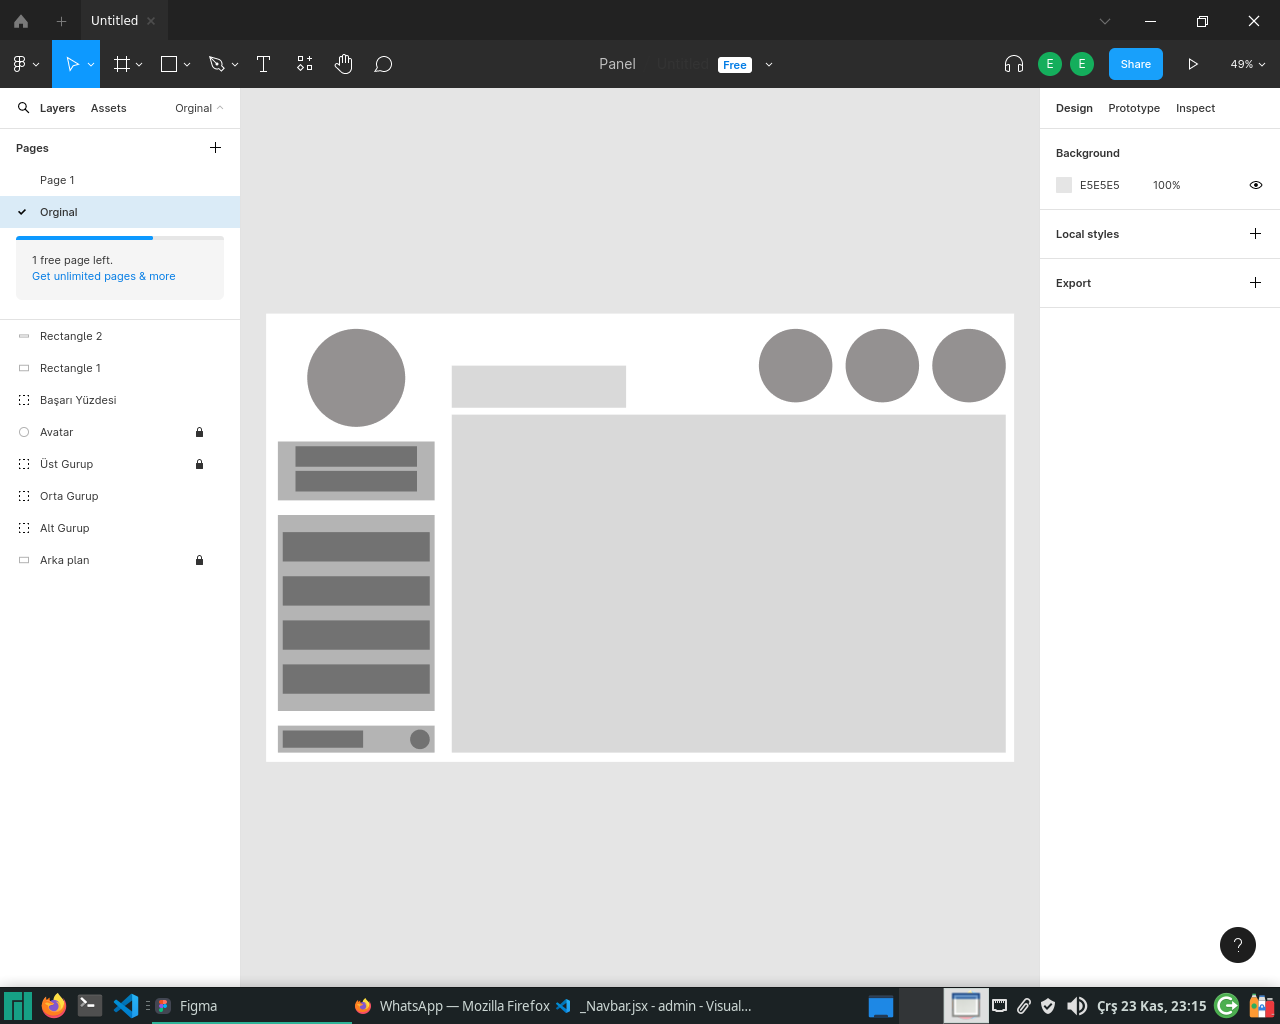 Untitled
Panel
Untitled
Free
E
E
Share
49%
Layers
Assets
Orginal
Pages
Page 1
Orginal
1 free page left.
Get unlimited pages & more
Rectangle 2
Rectangle 1
Başarı Yüzdesi
Avatar
Üst Gurup
Orta Gurup
Alt Gurup
Arka plan
Design
Prototype
Inspect
Background
E5E5E5
100%
Local styles
Export
?
Figma
WhatsApp — Mozilla Firefox
_Navbar.jsx - admin - Visual...
Çrş 23 Kas, 23:15